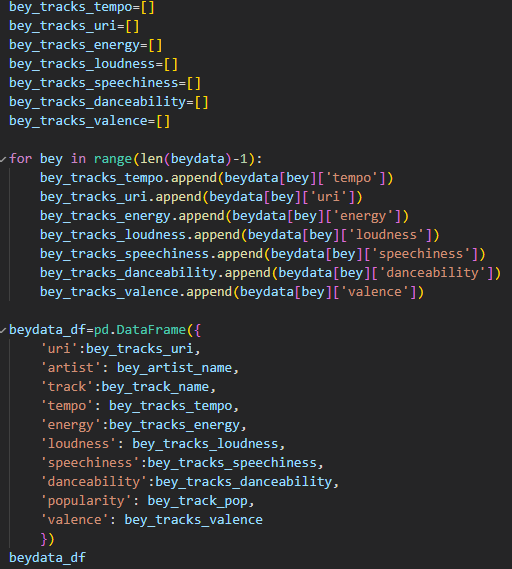 bey_tracks_tempo=[]
bey_tracks_uri=[]
bey_tracks_energy=[]
bey_tracks_loudness=[]
bey_tracks_speechiness=[]
bey_tracks_danceability=[]
bey_tracks_valence=[]

for bey in range(len(beydata)-1):
    bey_tracks_tempo.append(beydata[bey]['tempo'])
    bey_tracks_uri.append(beydata[bey]['uri'])
    bey_tracks_energy.append(beydata[bey]['energy'])
    bey_tracks_loudness.append(beydata[bey]['loudness'])
    bey_tracks_speechiness.append(beydata[bey]['speechiness'])
    bey_tracks_danceability.append(beydata[bey]['danceability'])
    bey_tracks_valence.append(beydata[bey]['valence'])

beydata_df=pd.DataFrame({
    'uri':bey_tracks_uri,
    'artist': bey_artist_name,
    'track':bey_track_name,
    'tempo': bey_tracks_tempo,
    'energy':bey_tracks_energy,
    'loudness': bey_tracks_loudness,
    'speechiness':bey_tracks_speechiness,
    'danceability':bey_tracks_danceability,
    'popularity': bey_track_pop,
    'valence': bey_tracks_valence
    })
beydata_df